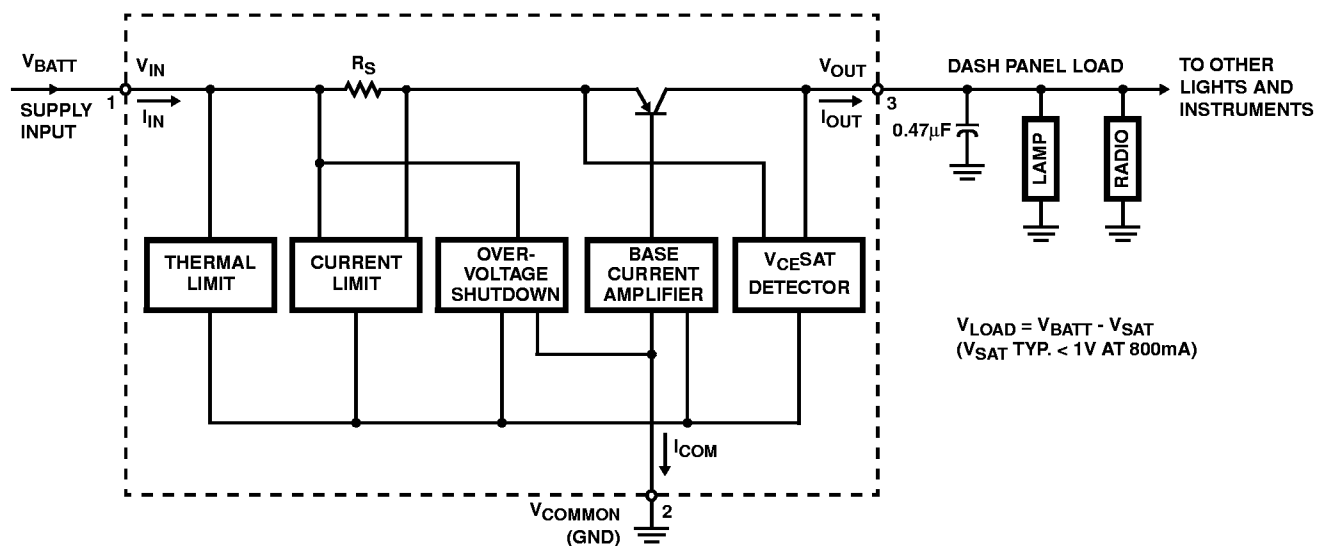 VBATT
SUPPLY
INPUT
1
VIN
IIN
RS
VOUT
IOUT
3
DASH PANEL LOAD
TO OTHER
LIGHTS AND
INSTRUMENTS
0.47μF
LAMP
RADIO
THERMAL
LIMIT
CURRENT
LIMIT
OVER-
VOLTAGE
SHUTDOWN
BASE
CURRENT
AMPLIFIER
VCESAT
DETECTOR
VLOAD = VBATT - VSAT
(VSAT TYP. < 1V AT 800mA)
ICOM
VCOMMON
(GND)
2